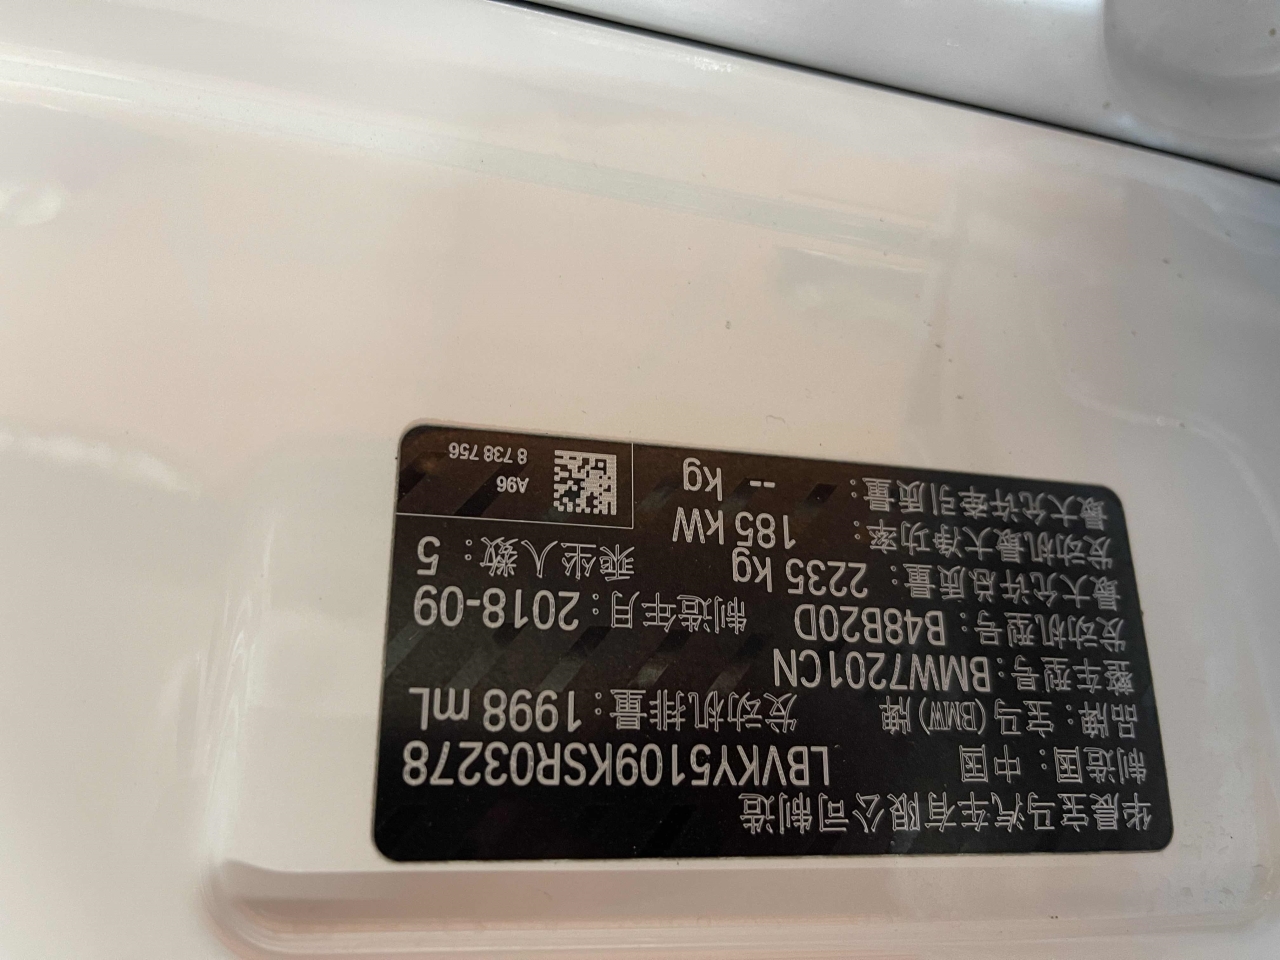 华晨宝马汽车有限公司制造
制造国：中国 LBVKY5109KSR03278
品牌：宝马(BMW)牌 发动机排量：1998 mL
整车型号：BMW7201CN
发动机型号：B48B20D 制造年月：2018-09
最大允许总质量：2235 kg 乘坐人数：5
发动机最大净功率：185 kW
最大允许牵引质量：-- kg
A96
8 738 756